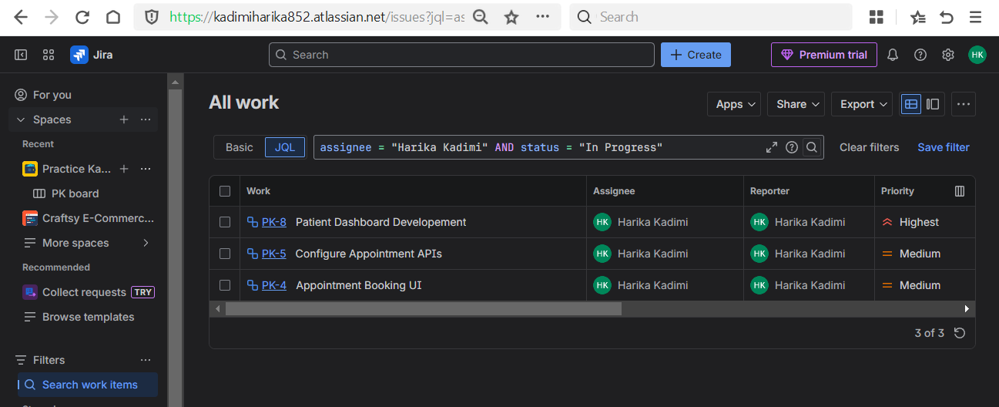 https://kadimiharika852.atlassian.net/issues?jql=as
Search
Jira
Search
Create
Premium trial
HK
For you
Spaces
Recent
Practice Ka...
PK board
Craftsy E-Commerc...
More spaces
Recommended
Collect requests TRY
Browse templates
Filters
Search work items
All work
Apps
Share
Export
Basic
JQL
assignee = "Harika Kadimi" AND status = "In Progress"
Clear filters
Save filter
Work Assignee Reporter Priority
PK-8 Patient Dashboard Developement HK Harika Kadimi HK Harika Kadimi Highest
PK-5 Configure Appointment APIs HK Harika Kadimi HK Harika Kadimi Medium
PK-4 Appointment Booking UI HK Harika Kadimi HK Harika Kadimi Medium
3 of 3